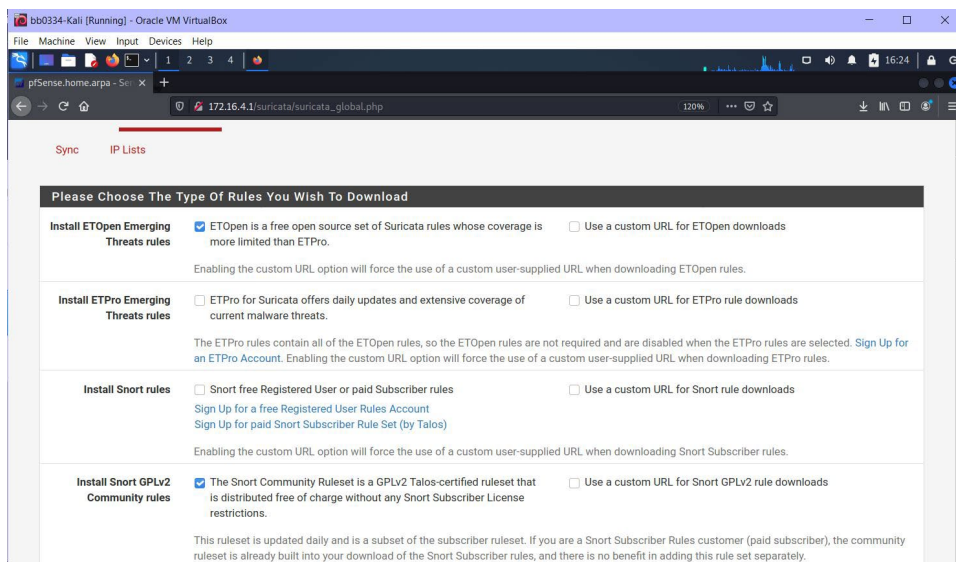 bb0334-Kali [Running] - Oracle VM VirtualBox
File Machine View Input Devices Help
1 2 3 4
16:24
pfSense.home.arpa - Ser
172.16.4.1/suricata/suricata_global.php
120%
Sync IP Lists
Please Choose The Type Of Rules You Wish To Download
Install ETOpen Emerging Threats rules
ETOpen is a free open source set of Suricata rules whose coverage is
more limited than ETPro.
Use a custom URL for ETOpen downloads
Enabling the custom URL option will force the use of a custom user-supplied URL when downloading ETOpen rules.
Install ETPro Emerging
Threats rules
ETPro for Suricata offers daily updates and extensive coverage of
current malware threats.
Use a custom URL for ETPro rule downloads
The ETPro rules contain all of the ETOpen rules, so the ETOpen rules are not required and are disabled when the ETPro rules are selected. Sign Up for
an ETPro Account. Enabling the custom URL option will force the use of a custom user-supplied URL when downloading ETPro rules.
Install Snort rules
Snort free Registered User or paid Subscriber rules
Use a custom URL for Snort rule downloads
Sign Up for a free Registered User Rules Account
Sign Up for paid Snort Subscriber Rule Set (by Talos)
Enabling the custom URL option will force the use of a custom user-supplied URL when downloading Snort Subscriber rules.
Install Snort GPLv2
Community rules
The Snort Community Ruleset is a GPLv2 Talos-certified ruleset that
is distributed free of charge without any Snort Subscriber License
restrictions.
Use a custom URL for Snort GPLv2 rule downloads
This ruleset is updated daily and is a subset of the subscriber ruleset. If you are a Snort Subscriber Rules customer (paid subscriber), the community
ruleset is already built into your download of the Snort Subscriber rules, and there is no benefit in adding this rule set separately.